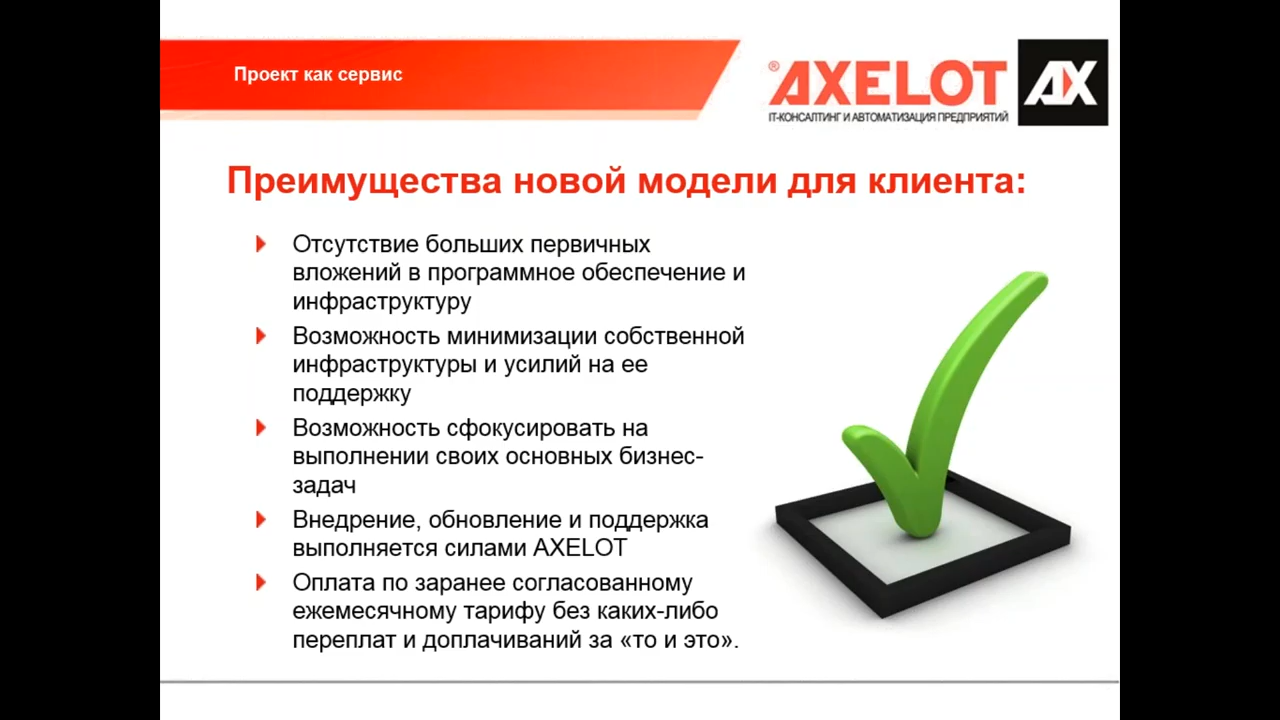 Проект как сервис
® AXELOT AX
IT-КОНСАЛТИНГ И АВТОМАТИЗАЦИЯ ПРЕДПРИЯТИЙ
Преимущества новой модели для клиента:
Отсутствие больших первичных
вложений в программное обеспечение и
инфраструктуру
Возможность минимизации собственной
инфраструктуры и усилий на ее
поддержку
Возможность сфокусировать на
выполнении своих основных бизнес-
задач
Внедрение, обновление и поддержка
выполняется силами AXELOT
Оплата по заранее согласованному
ежемесячному тарифу без каких-либо
переплат и доплачиваний за «то и это».